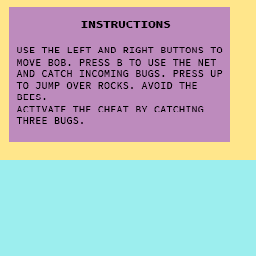 INSTRUCTIONS
USE THE LEFT AND RIGHT BUTTONS TO
MOVE BOB. PRESS B TO USE THE NET
AND CATCH INCOMING BUGS. PRESS UP
TO JUMP OVER ROCKS. AVOID THE
BEES.
ACTIVATE THE CHEAT BY CATCHING
THREE BUGS.